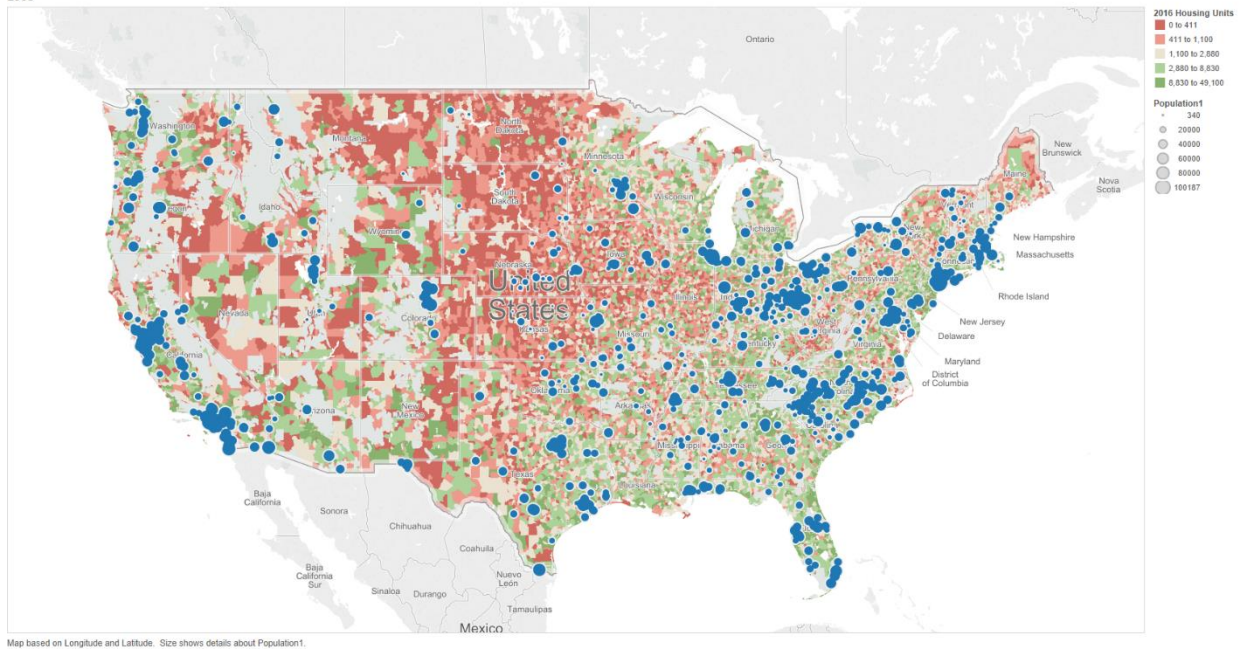 2016 Housing Units
0 to 411
411 to 1,100
1,100 to 2,880
2,880 to 8,830
8,830 to 49,100
Population1
340
20000
40000
60000
80000
100187
Ontario
New
Brunswick
Nova
Scotia
Maine
Washington
Montana
North
Dakota
Minnesota
Wisconsin
Michigan
Vermont
New Hampshire
Massachusetts
Rhode Island
New Jersey
Delaware
Maryland
District
of Columbia
Idaho
South
Dakota
Wyoming
Nebraska
Iowa
Pennsylvania
United
States
Nevada
Colorado
Kansas
Missouri
Illinois
West
Virginia
Virginia
Kentucky
California
Arizona
New
Mexico
Oklahoma
Arkansas
Mississippi
Alabama
Texas
Louisiana
Baja
California
Sonora
Chihuahua
Coahuila
Baja
California
Sur
Sinaloa
Durango
Nuevo
León
Tamaulipas
Mexico
Map based on Longitude and Latitude. Size shows details about Population1.